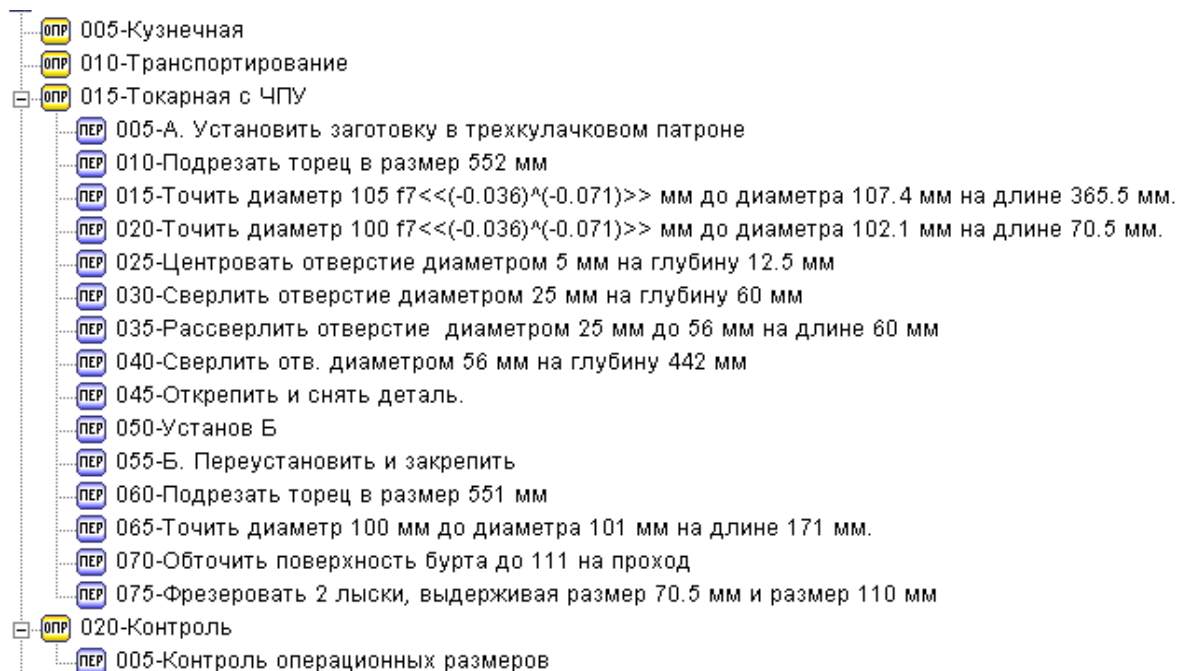 ОПР 005-Кузнечная
ОПР 010-Транспортирование
ОПР 015-Токарная с ЧПУ
ПЕР 005-А. Установить заготовку в трехкулачковом патроне
ПЕР 010-Подрезать торец в размер 552 мм
ПЕР 015-Точить диаметр 105 f7<<(-0.036)^(-0.071)>> мм до диаметра 107.4 мм на длине 365.5 мм.
ПЕР 020-Точить диаметр 100 f7<<(-0.036)^(-0.071)>> мм до диаметра 102.1 мм на длине 70.5 мм.
ПЕР 025-Центровать отверстие диаметром 5 мм на глубину 12.5 мм
ПЕР 030-Сверлить отверстие диаметром 25 мм на глубину 60 мм
ПЕР 035-Рассверлить отверстие диаметром 25 мм до 56 мм на длине 60 мм
ПЕР 040-Сверлить отв. диаметром 56 мм на глубину 442 мм
ПЕР 045-Открепить и снять деталь.
ПЕР 050-Установ Б
ПЕР 055-Б. Переустановить и закрепить
ПЕР 060-Подрезать торец в размер 551 мм
ПЕР 065-Точить диаметр 100 мм до диаметра 101 мм на длине 171 мм.
ПЕР 070-Обточить поверхность бурта до 111 на проход
ПЕР 075-Фрезеровать 2 лыски, выдерживая размер 70.5 мм и размер 110 мм
ОПР 020-Контроль
ПЕР 005-Контроль операционных размеров